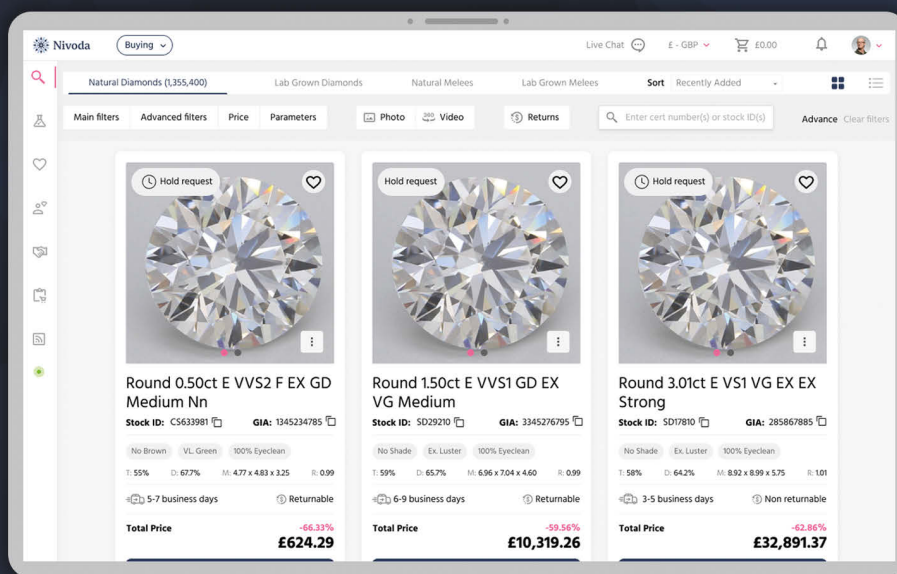 Nivoda
Buying
Live Chat
£ - GBP
£0.00
Natural Diamonds (1,355,400)
Lab Grown Diamonds
Natural Melees
Lab Grown Melees
Sort
Recently Added
Main filters
Advanced filters
Price
Parameters
Photo
360 Video
Returns
Enter cert number(s) or stock ID(s)
Advance
Clear filters
Hold request
Round 0.50ct E VVS2 F EX GD
Medium Nn
Stock ID: CS633981 GIA: 1345234785
No Brown VL. Green 100% Eyeclean
T: 55% D: 67.7% M: 4.77 x 4.83 x 3.25 R: 0.99
5-7 business days Returnable
Total Price -66.33%
£624.29
Hold request
Round 1.50ct E VVS1 GD EX
VG Medium
Stock ID: SD29210 GIA: 3345276795
No Shade Ex. Luster 100% Eyeclean
T: 59% D: 65.7% M: 6.96 x 7.04 x 4.60 R: 0.99
6-9 business days Returnable
Total Price -59.56%
£10,319.26
Hold request
Round 3.01ct E VS1 VG EX EX
Strong
Stock ID: SD17810 GIA: 285867885
No Shade Ex. Luster 100% Eyeclean
T: 58% D: 64.2% M: 8.92 x 8.99 x 5.75 R: 1.01
3-5 business days Non returnable
Total Price -62.86%
£32,891.37